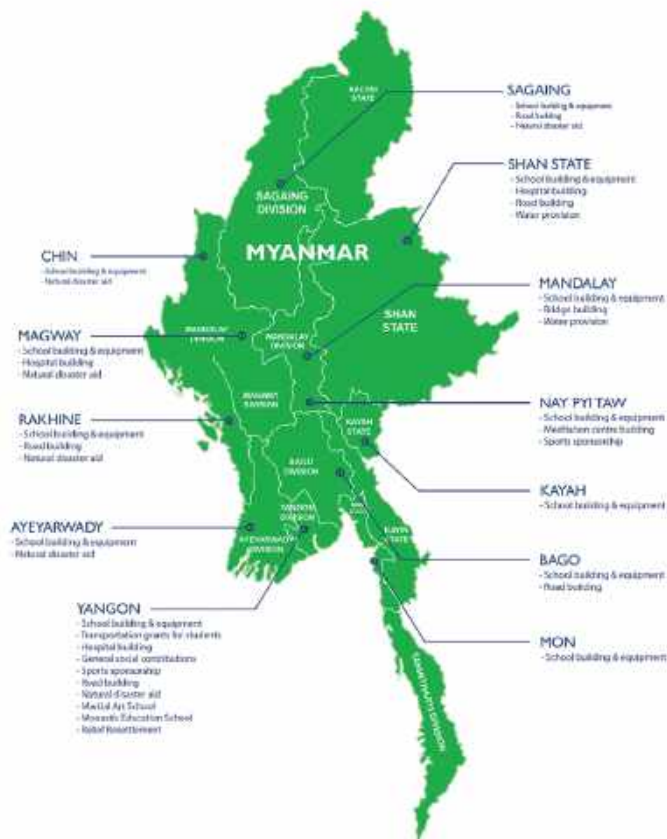 SAGAING
- School building & equipment
- Road building
- Natural disaster aid
SHAN STATE
- School building & equipment
- Hospital building
- Road building
- Water provision
MANDALAY
- School building & equipment
- Bridge building
- Water provision
NAY PYI TAW
- School building & equipment
- Meditation centre building
- Sports sponsorship
KAYAH
- School building & equipment
BAGO
- School building & equipment
- Road building
MON
- School building & equipment
CHIN
- School building & equipment
- Natural disaster aid
MAGWAY
- School building & equipment
- Hospital building
- Natural disaster aid
RAKHINE
- School building & equipment
- Road building
- Natural disaster aid
AYEYARWADY
- School building & equipment
- Natural disaster aid
YANGON
- School building & equipment
- Transportation grants for students
- Hospital building
- General social contributions
- Sports sponsorship
- Road building
- Natural disaster aid
- Martial Art School
- Monastic Education School
- Relief Resettlement
KACHIN
STATE
SAGAING
DIVISION
MYANMAR
SHAN
STATE
MANDALAY
DIVISION
DIVISION
KAYAH
STATE
BAGO
DIVISION
DIVISION
AYEYARWADY
DIVISION
KAYIN
STATE
TANINTHARYI DIVISION